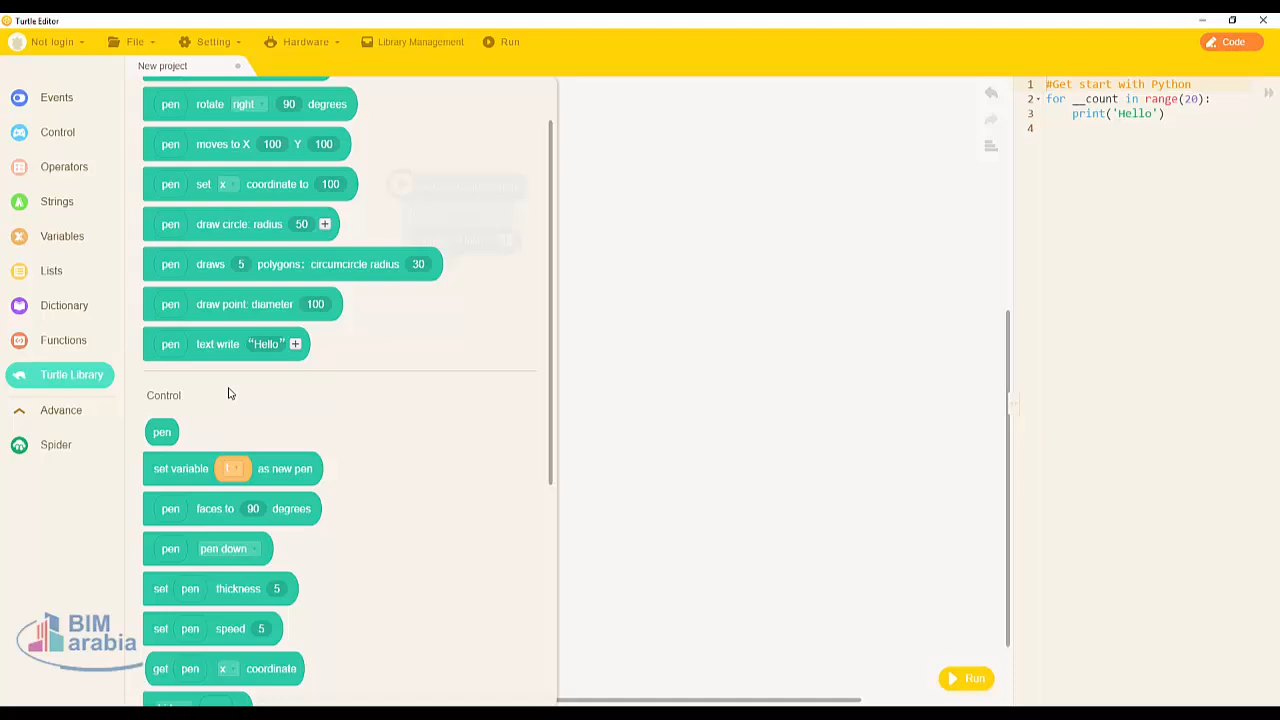 Turtle Editor
Not login
File
Setting
Hardware
Library Management
Run
Code
New project
Events
Control
Operators
Strings
Variables
Lists
Dictionary
Functions
Turtle Library
Advance
Spider
pen rotate right 90 degrees
pen moves to X 100 Y 100
pen set x coordinate to 100
pen draw circle: radius 50 +
pen draws 5 polygons: circumcircle radius 30
pen draw point: diameter 100
pen text write “Hello” +
Control
pen
set variable t as new pen
pen faces to 90 degrees
pen pen down
set pen thickness 5
set pen speed 5
get pen x coordinate
1 #Get start with Python
2 for __count in range(20):
3 print('Hello')
4
Run
BIM
arabia